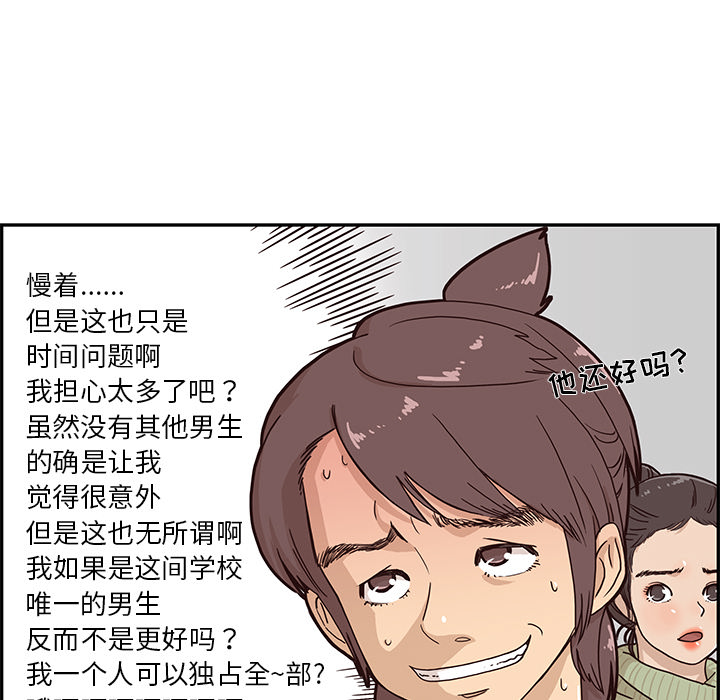 慢着......
但是这也只是
时间问题啊
我担心太多了吧？
虽然没有其他男生
的确是让我
觉得很意外
但是这也无所谓啊
我如果是这间学校
唯一的男生
反而不是更好吗？
我一个人可以独占全~部?
他还好吗?